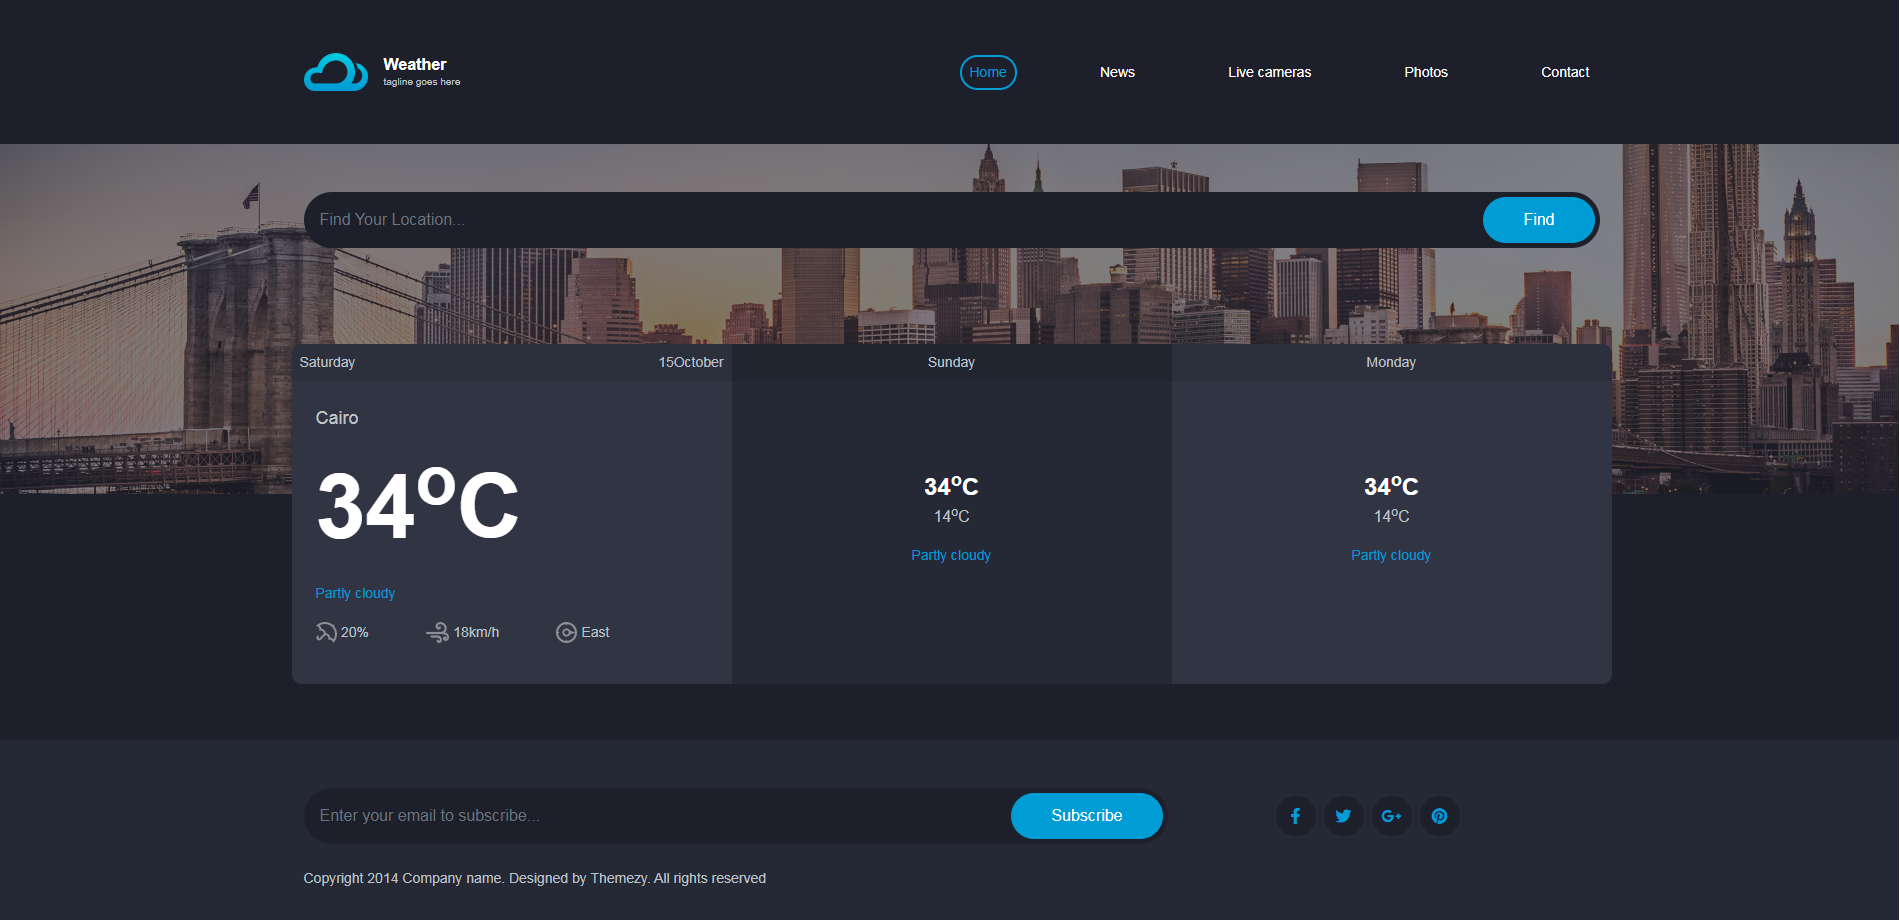 Weather
tagline goes here
Home
News
Live cameras
Photos
Contact
Find Your Location...
Find
Saturday
15October
Sunday
Monday
Cairo
34°C
Partly cloudy
20%
18km/h
East
34°C
14°C
Partly cloudy
34°C
14°C
Partly cloudy
Enter your email to subscribe...
Subscribe
Copyright 2014 Company name. Designed by Themezy. All rights reserved